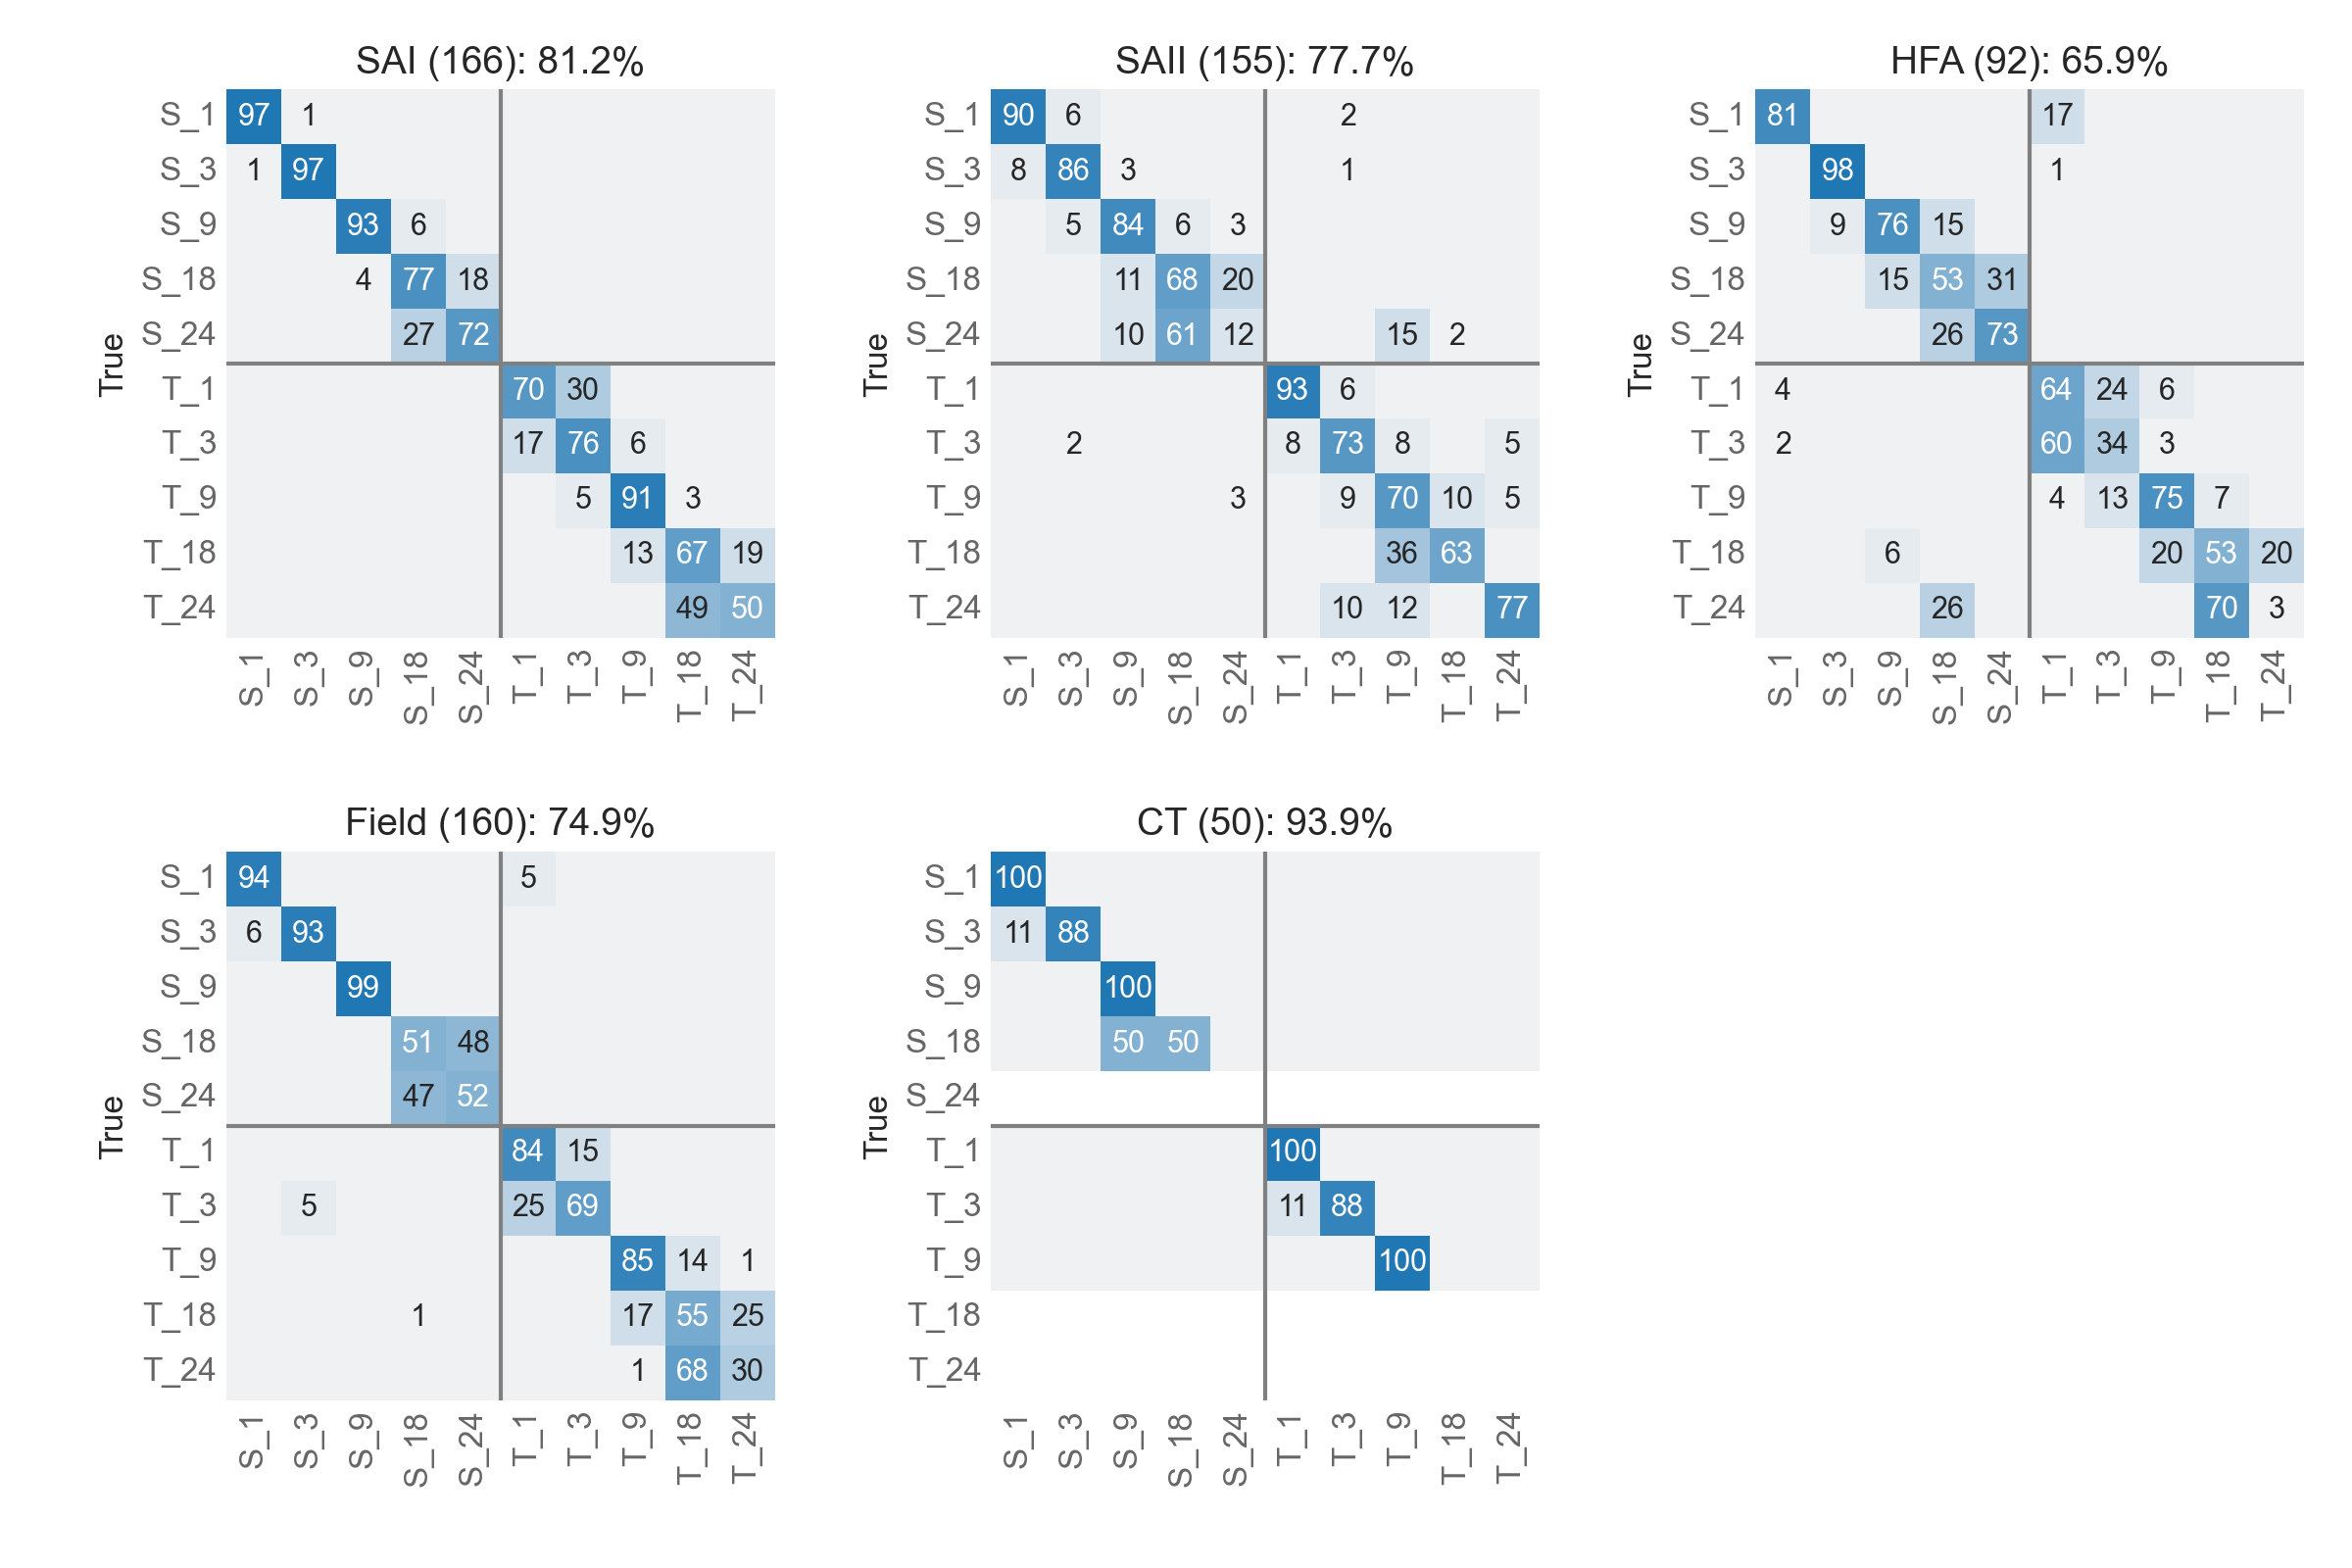 SAI (166): 81.2%
True
S_1 97 1
S_3 1 97
S_9 93 6
S_18 4 77 18
S_24 27 72
T_1 70 30
T_3 17 76 6
T_9 5 91 3
T_18 13 67 19
T_24 49 50
S_1 S_3 S_9 S_18 S_24 T_1 T_3 T_9 T_18 T_24
SAII (155): 77.7%
True
S_1 90 6 2
S_3 8 86 3 1
S_9 5 84 6 3
S_18 11 68 20
S_24 10 61 12 15 2
T_1 93 6
T_3 2 8 73 8 5
T_9 3 9 70 10 5
T_18 36 63
T_24 10 12 77
S_1 S_3 S_9 S_18 S_24 T_1 T_3 T_9 T_18 T_24
HFA (92): 65.9%
True
S_1 81 17
S_3 98 1
S_9 9 76 15
S_18 15 53 31
S_24 26 73
T_1 4 64 24 6
T_3 2 60 34 3
T_9 4 13 75 7
T_18 6 20 53 20
T_24 26 70 3
S_1 S_3 S_9 S_18 S_24 T_1 T_3 T_9 T_18 T_24
Field (160): 74.9%
True
S_1 94 5
S_3 6 93
S_9 99
S_18 51 48
S_24 47 52
T_1 84 15
T_3 5 25 69
T_9 85 14 1
T_18 1 17 55 25
T_24 1 68 30
S_1 S_3 S_9 S_18 S_24 T_1 T_3 T_9 T_18 T_24
CT (50): 93.9%
True
S_1 100
S_3 11 88
S_9 100
S_18 50 50
S_24
T_1 100
T_3 11 88
T_9 100
T_18
T_24
S_1 S_3 S_9 S_18 S_24 T_1 T_3 T_9 T_18 T_24